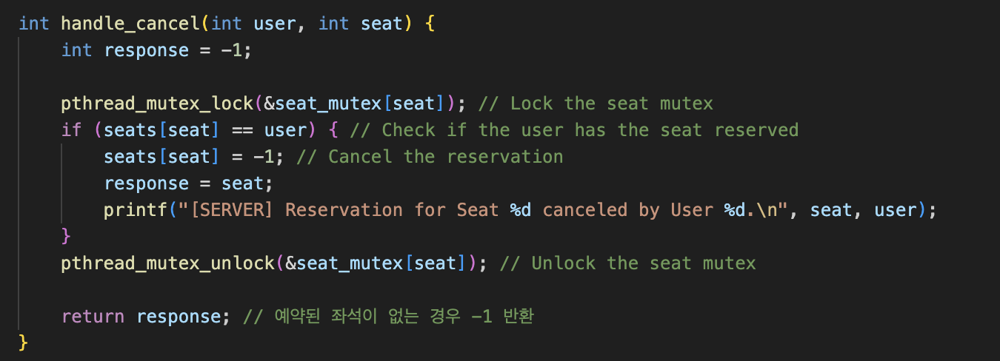 int handle_cancel(int user, int seat) {
    int response = -1;

    pthread_mutex_lock(&seat_mutex[seat]); // Lock the seat mutex
    if (seats[seat] == user) { // Check if the user has the seat reserved
        seats[seat] = -1; // Cancel the reservation
        response = seat;
        printf("[SERVER] Reservation for Seat %d canceled by User %d.\n", seat, user);
    }
    pthread_mutex_unlock(&seat_mutex[seat]); // Unlock the seat mutex

    return response; // 예약된 좌석이 없는 경우 -1 반환
}